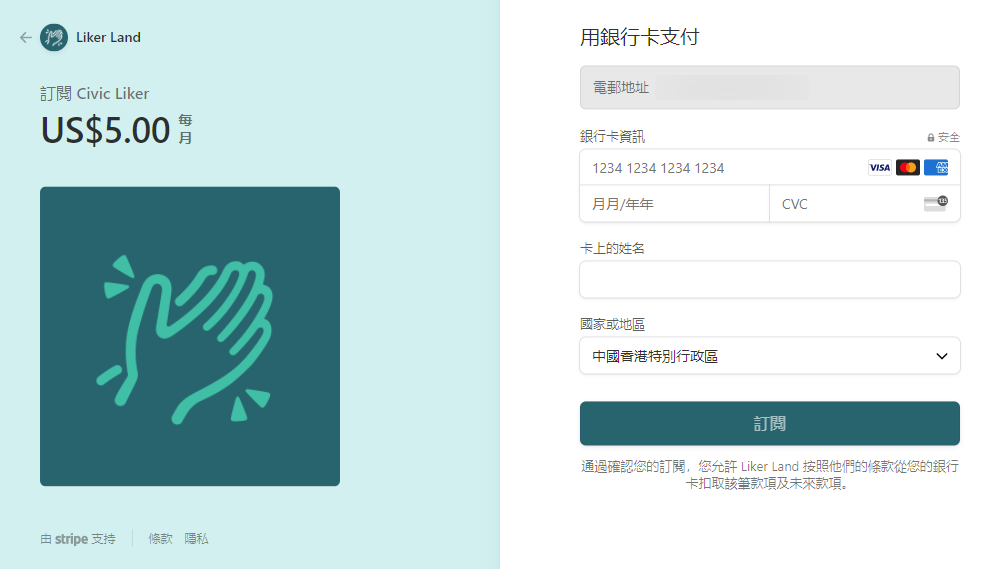 Liker Land
訂閱 Civic Liker
US$5.00 每
月
由 stripe 支持
條款 隱私
用銀行卡支付
電郵地址
銀行卡資訊 安全
1234 1234 1234 1234 VISA AMEX
月月/年年 CVC 135
卡上的姓名
國家或地區
中國香港特別行政區
訂閱
通過確認您的訂閱，您允許 Liker Land 按照他們的條款從您的銀行
卡扣取該筆款項及未來款項。